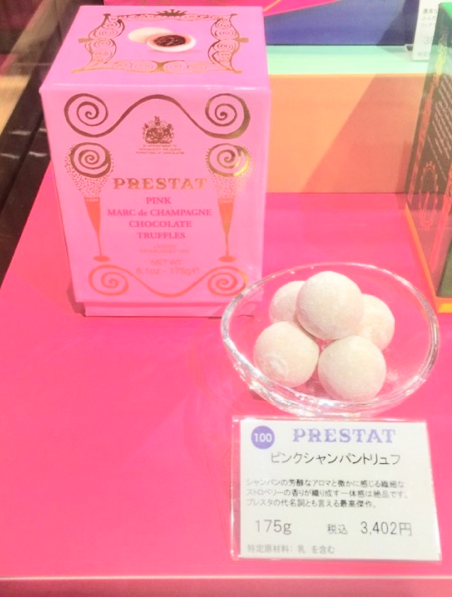 PRESTAT
PINK
MARC de CHAMPAGNE
CHOCOLATE
TRUFFLES
NET WT
6.1oz - 175g℮
100 PRESTAT
ピンクシャンパントリュフ
シャンパンの芳醇なアロマと微かに感じる繊細な
ストロベリーの香りが織り成す一体感は絶品です。
プレスタの代名詞とも言える最高傑作。
175g 税込 3,402円
特定原材料：乳 を含む